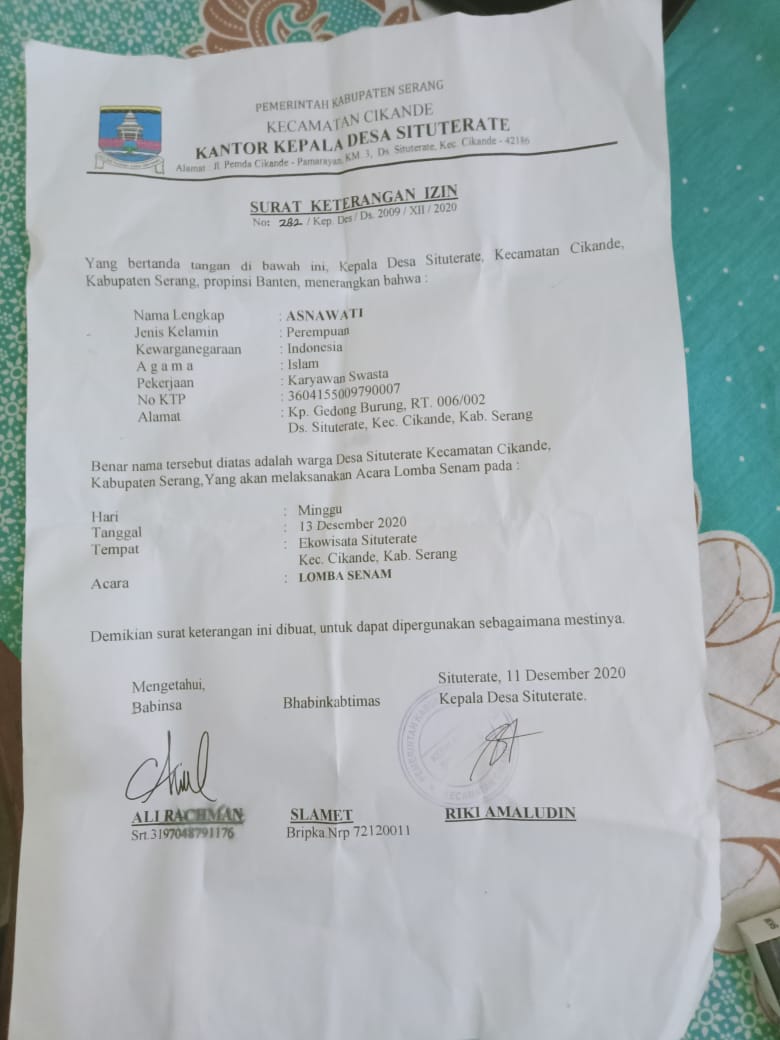 PEMERINTAH KABUPATEN SERANG
KECAMATAN CIKANDE
KANTOR KEPALA DESA SITUTERATE
Alamat : Jl. Pemda Cikande - Pamarayan, KM. 3, Ds. Situterate, Kec. Cikande - 42186
SURAT KETERANGAN IZIN
No: 282 / Kep. Des / Ds. 2009 / XII / 2020
Yang bertanda tangan di bawah ini, Kepala Desa Situterate, Kecamatan Cikande,
Kabupaten Serang, propinsi Banten, menerangkan bahwa :
Nama Lengkap : ASNAWATI
Jenis Kelamin : Perempuan
Kewarganegaraan : Indonesia
A g a m a : Islam
Pekerjaan : Karyawan Swasta
No KTP : 3604155009790007
Alamat : Kp. Gedong Burung, RT. 006/002
Ds. Situterate, Kec. Cikande, Kab. Serang
Benar nama tersebut diatas adalah warga Desa Situterate Kecamatan Cikande,
Kabupaten Serang,Yang akan melaksanakan Acara Lomba Senam pada :
Hari : Minggu
Tanggal : 13 Desember 2020
Tempat : Ekowisata Situterate
Kec. Cikande, Kab. Serang
Acara : LOMBA SENAM
Demikian surat keterangan ini dibuat, untuk dapat dipergunakan sebagaimana mestinya.
Situterate, 11 Desember 2020
Mengetahui,
Babinsa Bhabinkabtimas Kepala Desa Situterate.
ALI RACHMAN SLAMET RIKI AMALUDIN
Srt.3197048791176 Bripka.Nrp 72120011